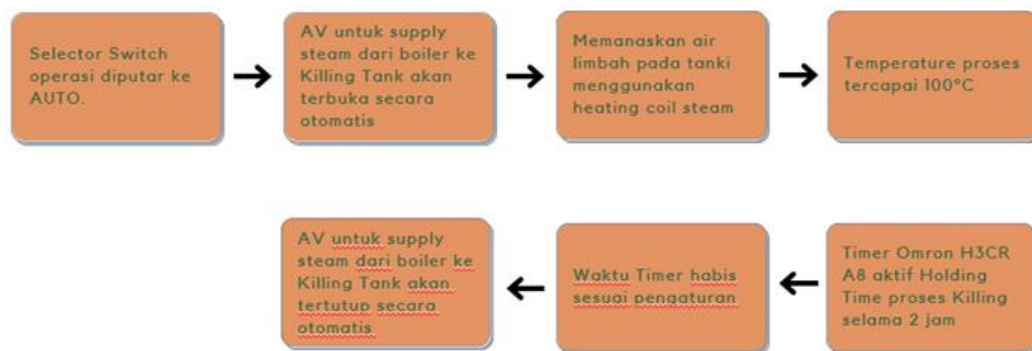 Selector Switch
operasi diputar ke
AUTO.
AV untuk supply
steam dari boiler ke
Killing Tank akan
terbuka secara
otomatis
Memanaskan air
limbah pada tanki
menggunakan
heating coil steam
Temperature proses
tercapai 100°C
Timer Omron H3CR
A8 aktif Holding
Time proses Killing
selama 2 jam
Waktu Timer habis
sesuai pengaturan
AV untuk supply
steam dari boiler ke
Killing Tank akan
tertutup secara
otomatis